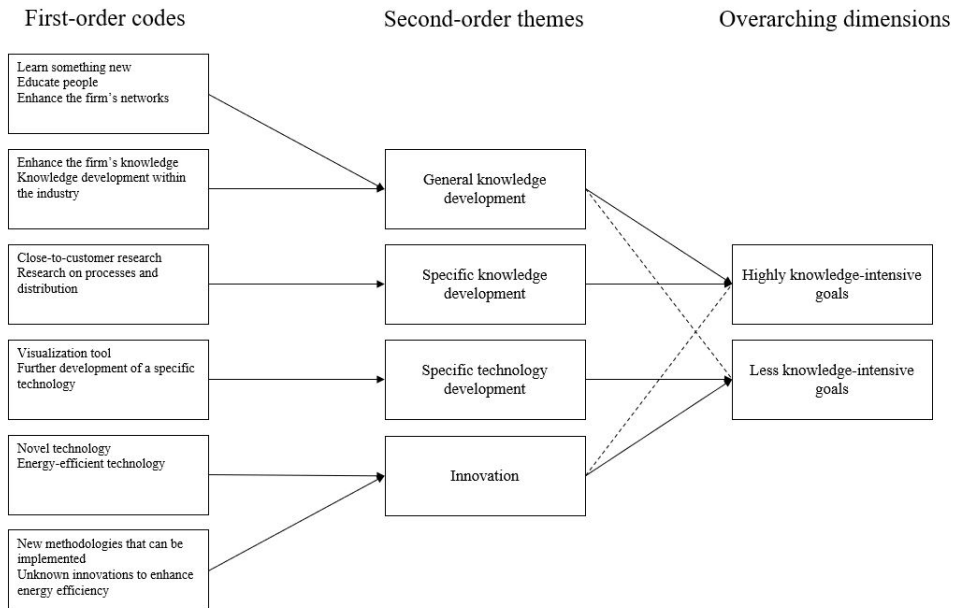 First-order codes
Second-order themes
Overarching dimensions
Learn something new
Educate people
Enhance the firm's networks
Enhance the firm's knowledge
Knowledge development within
the industry
General knowledge
development
Close-to-customer research
Research on processes and
distribution
Specific knowledge
development
Highly knowledge-intensive
goals
Visualization tool
Further development of a specific
technology
Specific technology
development
Less knowledge-intensive
goals
Novel technology
Energy-efficient technology
Innovation
New methodologies that can be
implemented
Unknown innovations to enhance
energy efficiency